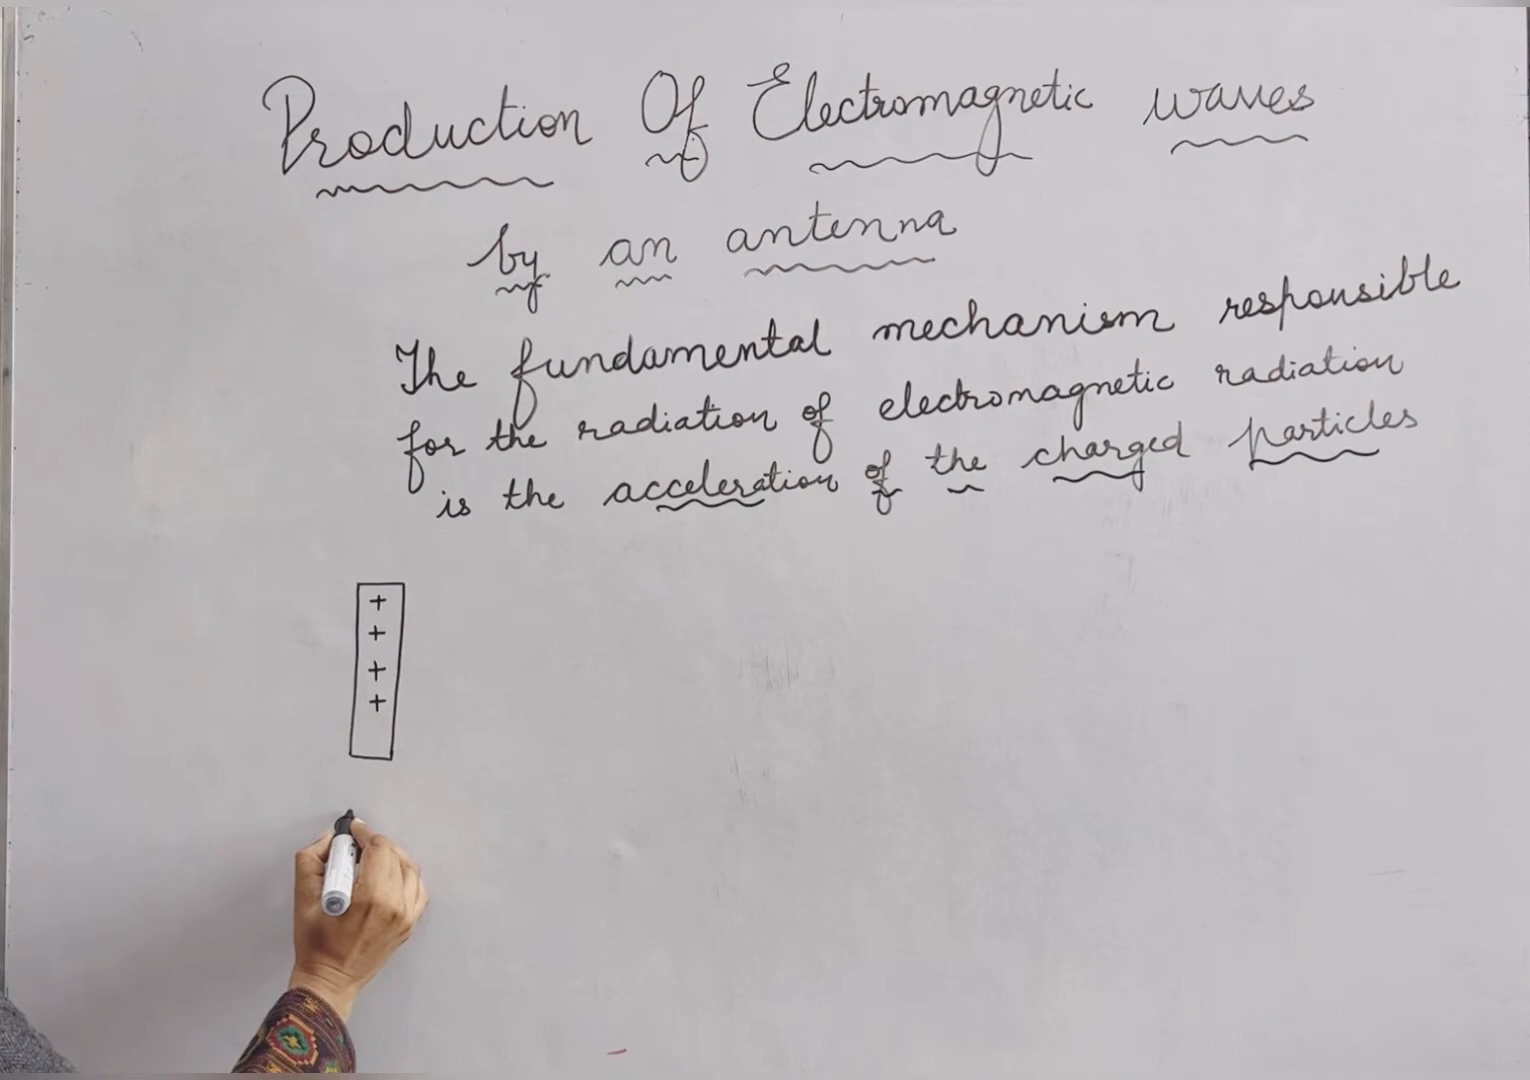 Production Of Electromagnetic waves
by an antenna
The fundamental mechanism responsible
for the radiation of electromagnetic radiation
is the acceleration of the charged particles
+
+
+
+